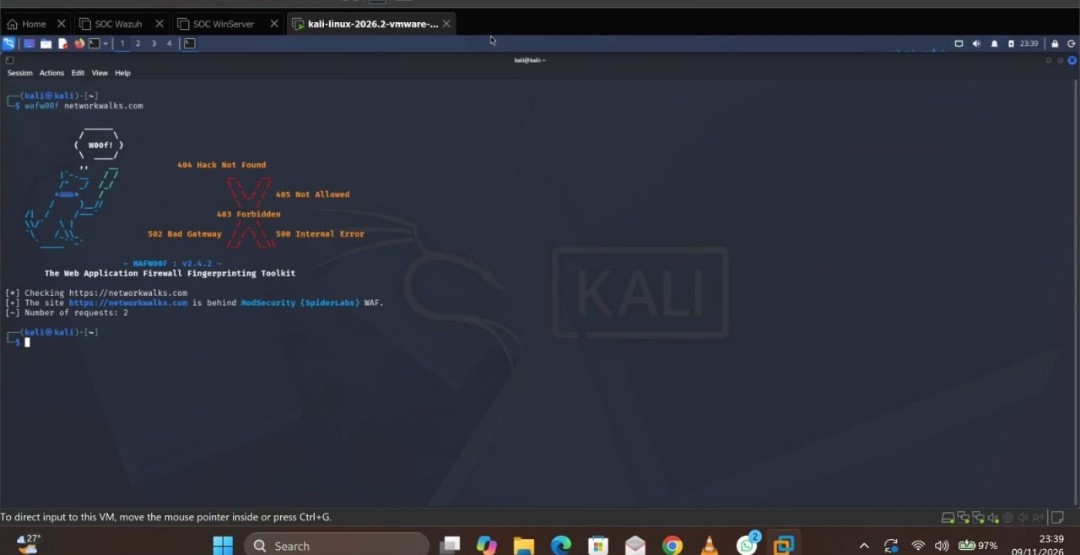 Home
SOC Wazuh
SOC WinServer
kali-linux-2026.2-vmware-...
1 2 3 4
23:39
kali@kali: ~
Session Actions Edit View Help
(kali㉿kali)-[~]
$ wafw00f networkwalks.com
( W00f! )
404 Hack Not Found
405 Not Allowed
403 Forbidden
502 Bad Gateway
500 Internal Error
~ WAFW00F : v2.4.2 ~
The Web Application Firewall Fingerprinting Toolkit
[*] Checking https://networkwalks.com
[+] The site https://networkwalks.com is behind ModSecurity (SpiderLabs) WAF.
[~] Number of requests: 2
(kali㉿kali)-[~]
$
KALI
To direct input to this VM, move the mouse pointer inside or press Ctrl+G.
27°
Search
2
97%
23:39
09/11/2026